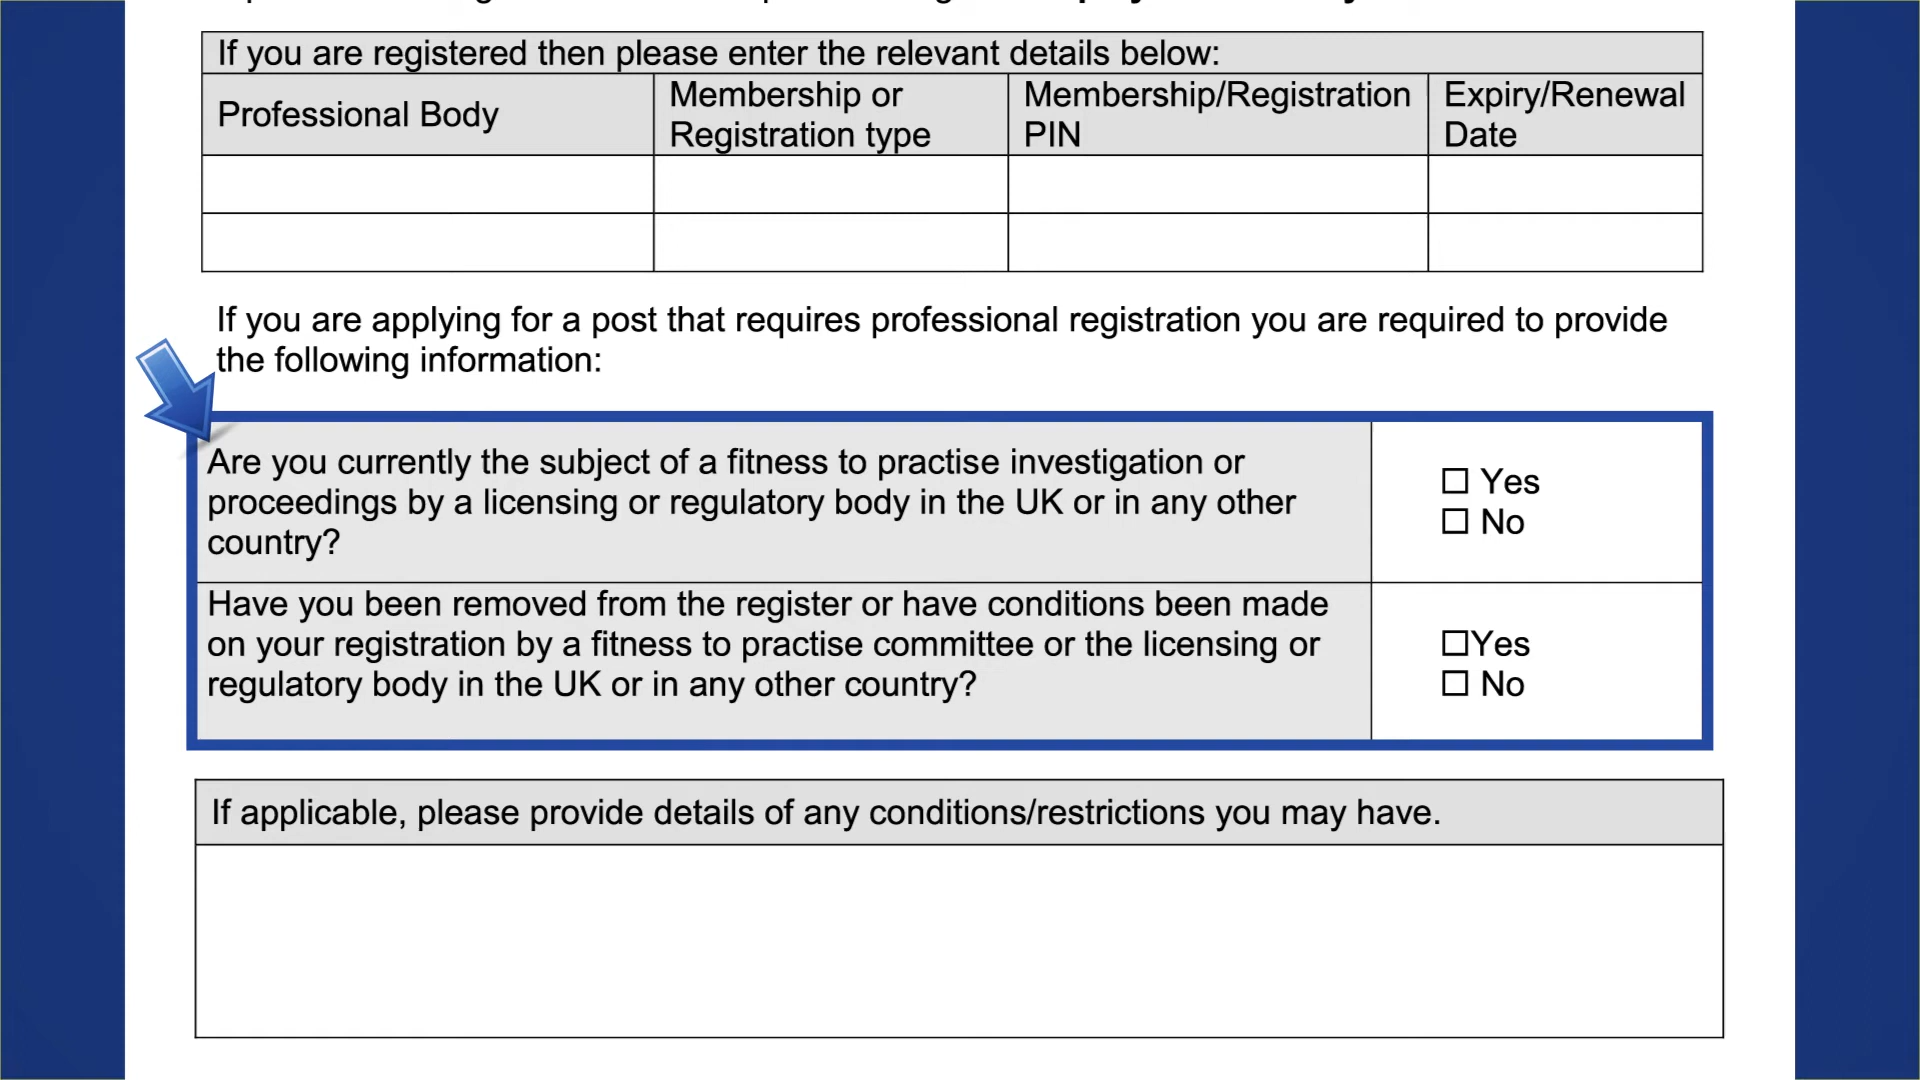 If you are registered then please enter the relevant details below:
Professional Body
Membership or
Registration type
Membership/Registration
PIN
Expiry/Renewal
Date
If you are applying for a post that requires professional registration you are required to provide
the following information:
Are you currently the subject of a fitness to practise investigation or
proceedings by a licensing or regulatory body in the UK or in any other
country?
☐ Yes
☐ No
Have you been removed from the register or have conditions been made
on your registration by a fitness to practise committee or the licensing or
regulatory body in the UK or in any other country?
☐Yes
☐ No
If applicable, please provide details of any conditions/restrictions you may have.